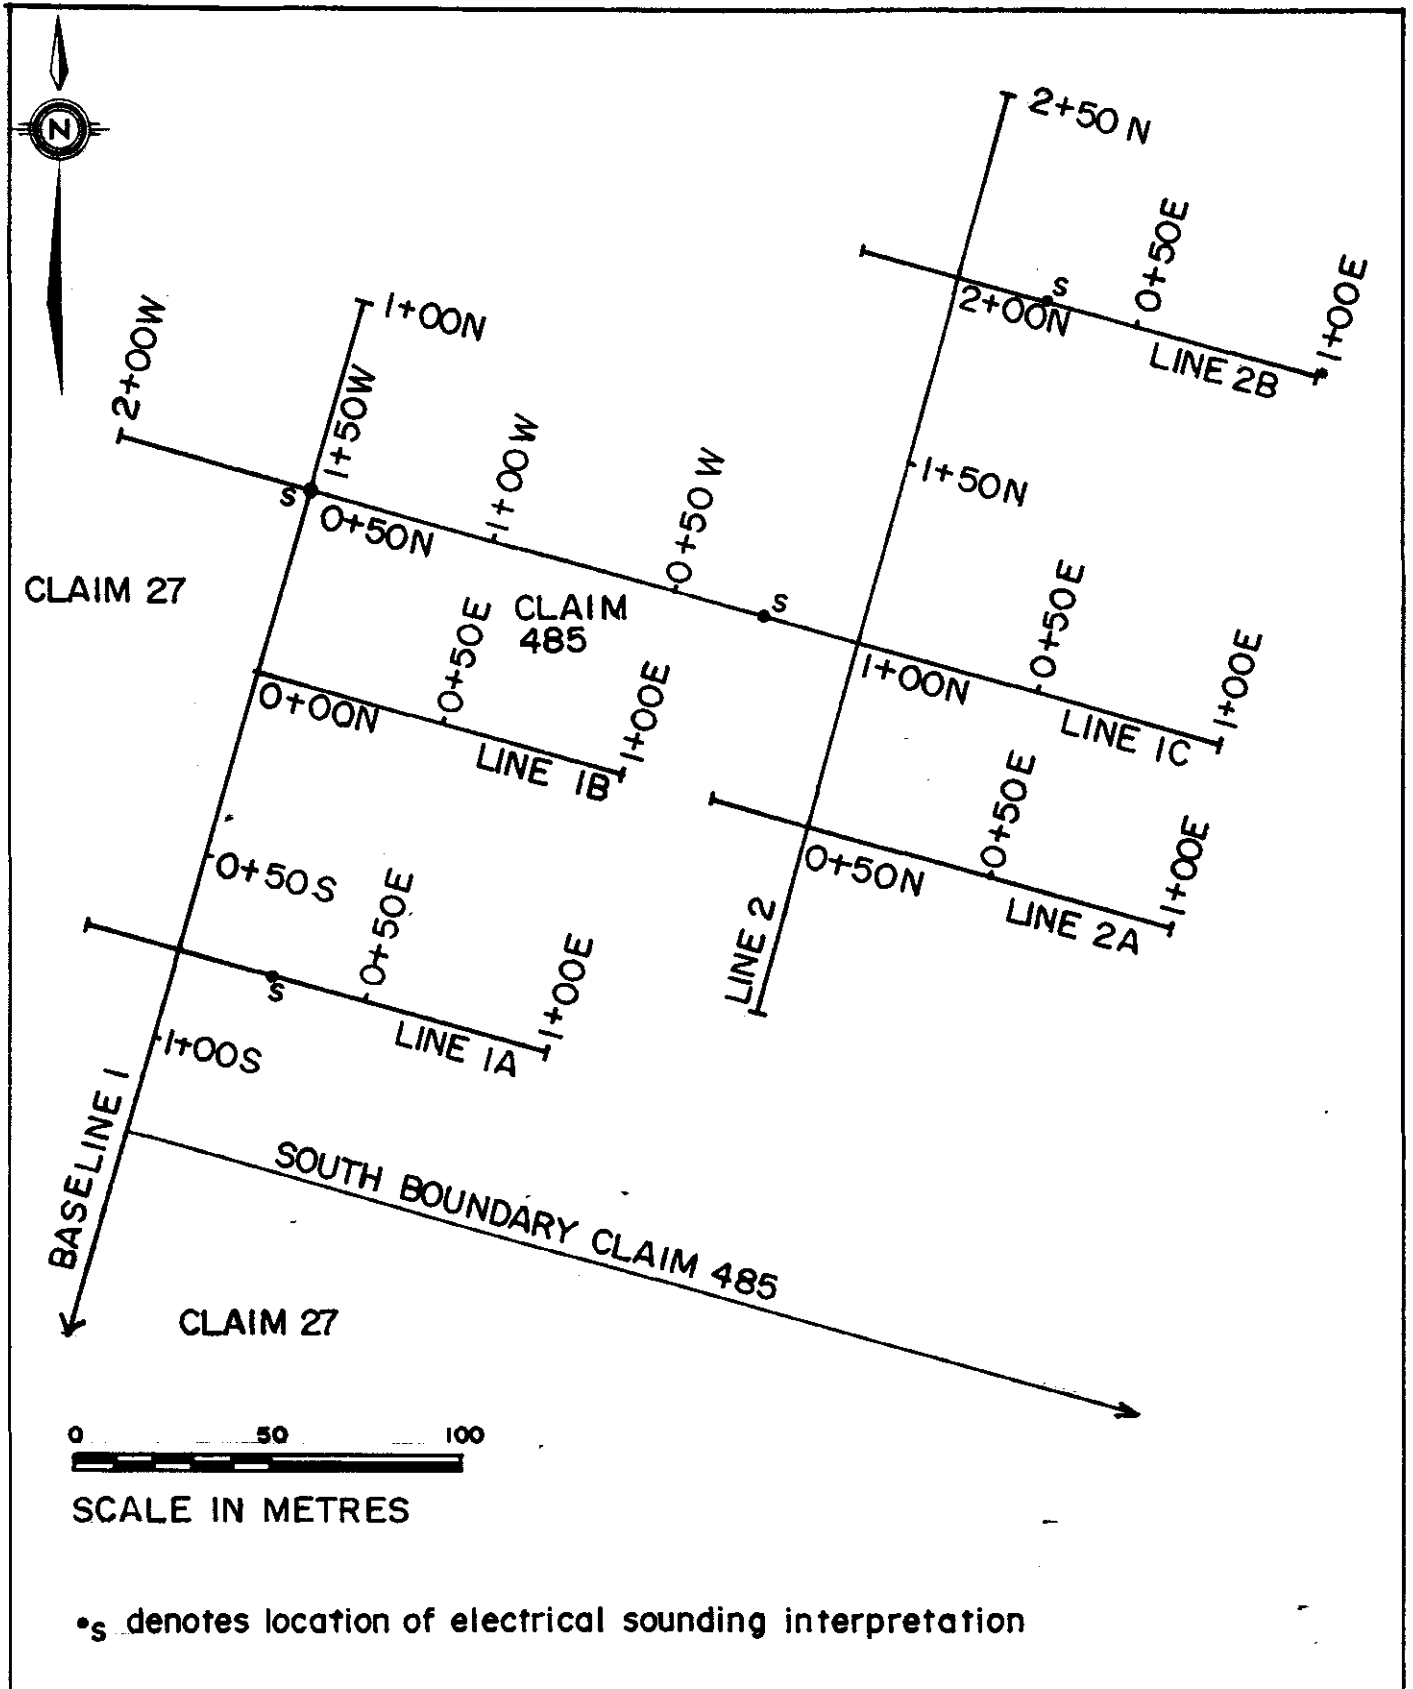 N
2+50 N
0+50E
1+00E
2+00N
S
LINE 2B
2+00W
1+00N
1+50W
1+00W
0+50W
1+50N
S
0+50N
CLAIM 27
CLAIM
485
S
0+50E
1+00E
0+50E
1+00E
1+00N
LINE 1C
0+00N
LINE 1B
0+50E
1+00E
0+50N
LINE 2A
0+50S
0+50E
1+00E
LINE 2
S
LINE 1A
1+00S
BASELINE 1
SOUTH BOUNDARY CLAIM 485
CLAIM 27
0 50 100
SCALE IN METRES
•s denotes location of electrical sounding interpretation